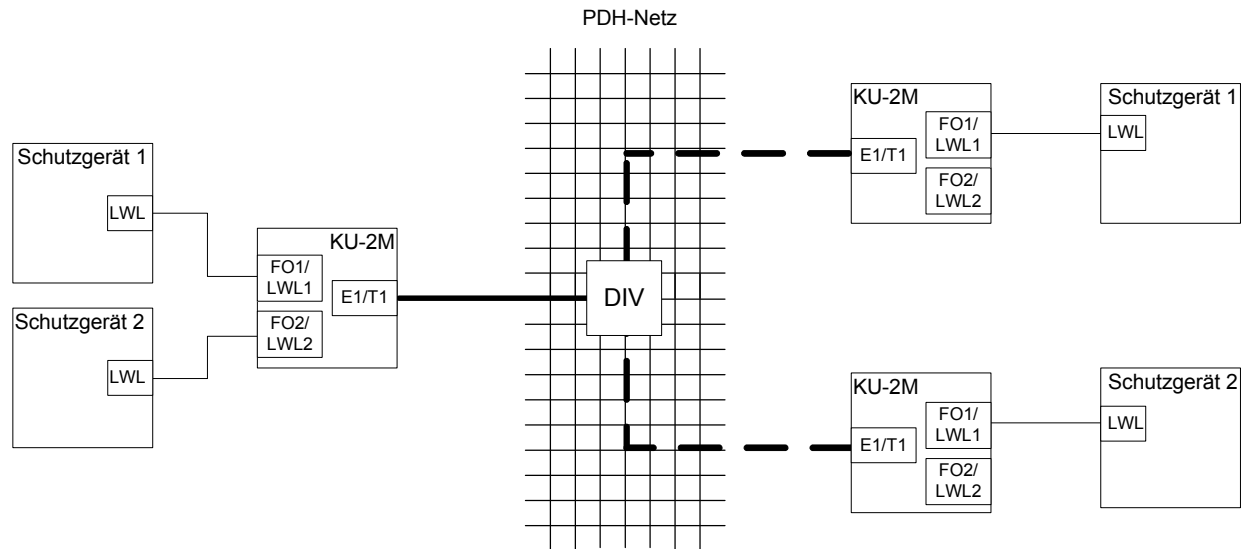 PDH-Netz
Schutzgerät 1
LWL
Schutzgerät 2
LWL
KU-2M
FO1/
LWL1
FO2/
LWL2
E1/T1
DIV
KU-2M
E1/T1
FO1/
LWL1
FO2/
LWL2
Schutzgerät 1
LWL
KU-2M
E1/T1
FO1/
LWL1
FO2/
LWL2
Schutzgerät 2
LWL